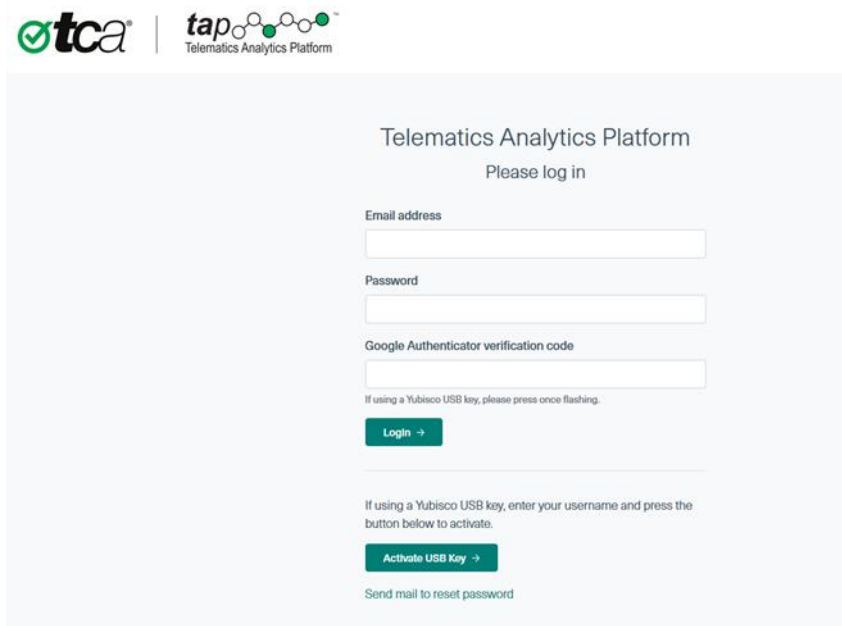 tca®
tap™
Telematics Analytics Platform
Telematics Analytics Platform
Please log in
Email address
Password
Google Authenticator verification code
If using a Yubisco USB key, please press once flashing.
LogIn →
If using a Yubisco USB key, enter your username and press the
button below to activate.
Activate USB Key →
Send mail to reset password